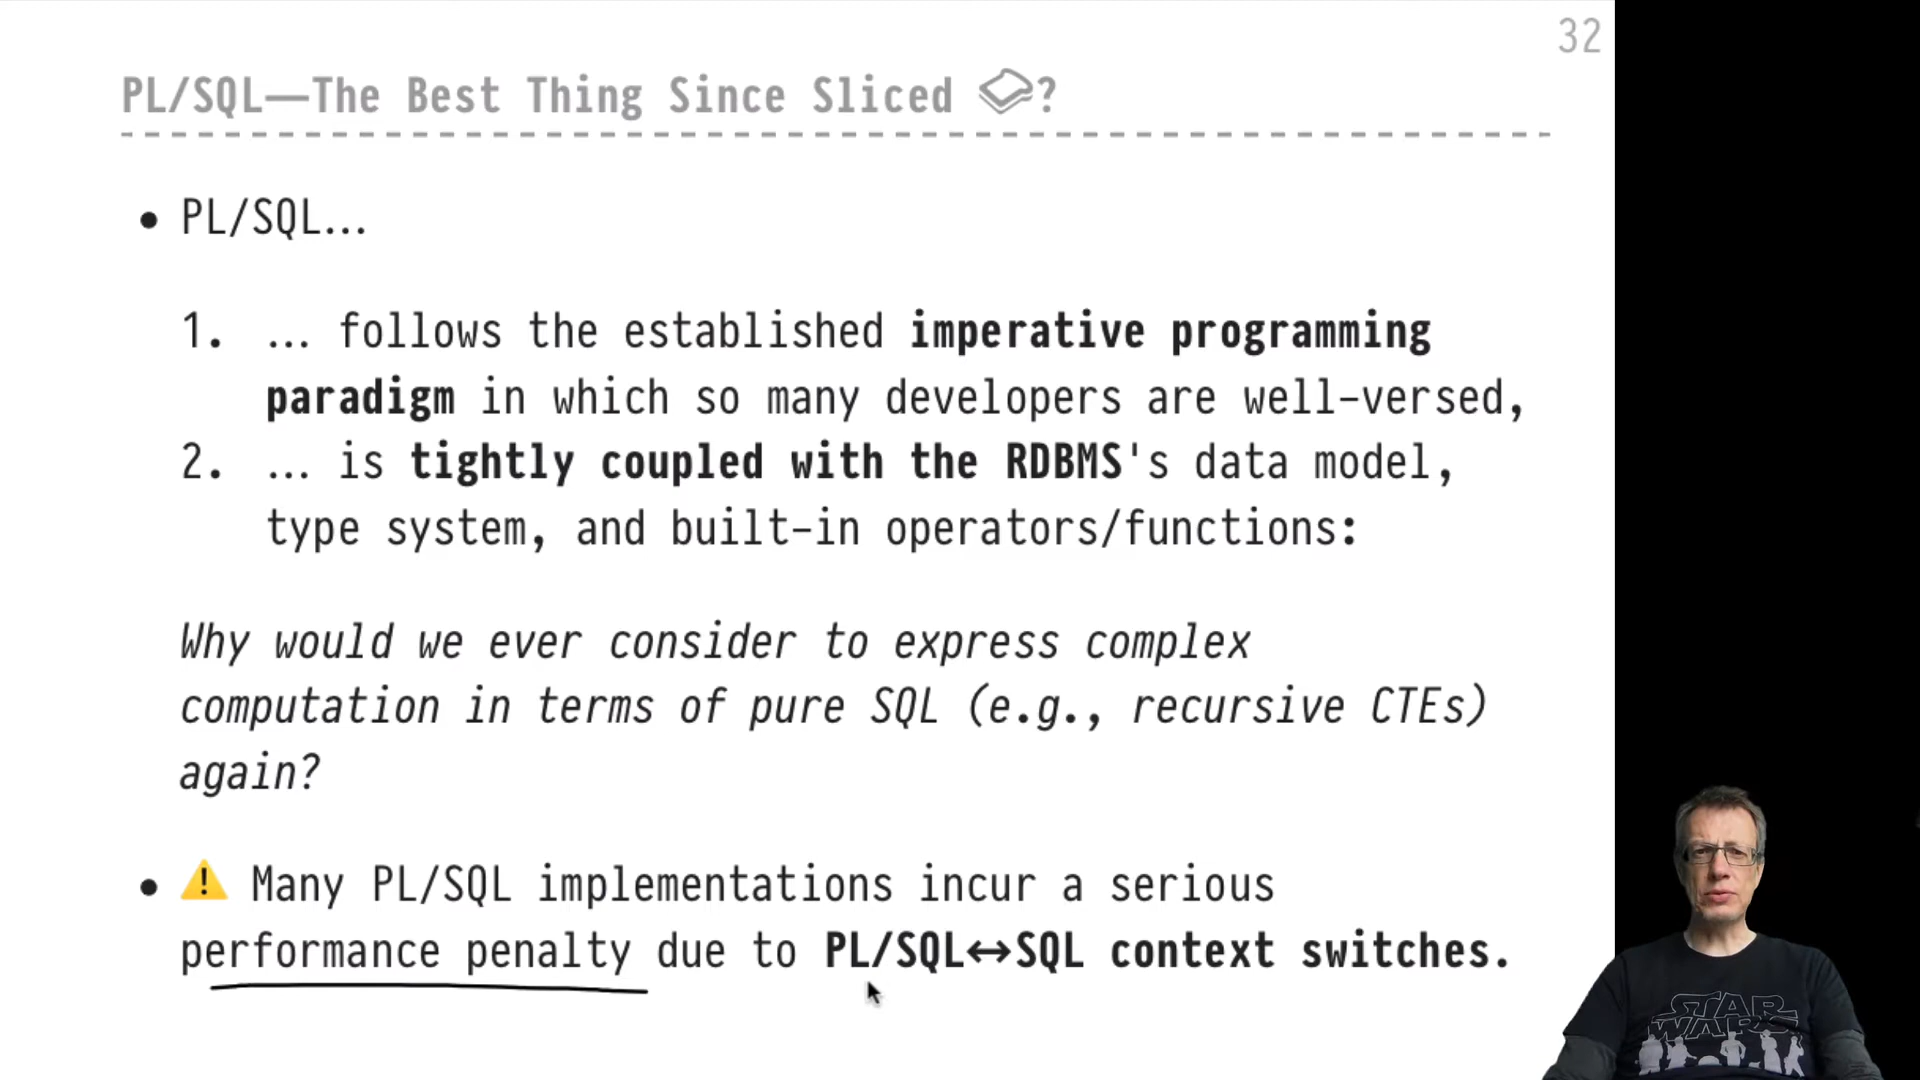 32
PL/SQL—The Best Thing Since Sliced ?
• PL/SQL...
1. ... follows the established imperative programming
paradigm in which so many developers are well-versed,
2. ... is tightly coupled with the RDBMS's data model,
type system, and built-in operators/functions:
Why would we ever consider to express complex
computation in terms of pure SQL (e.g., recursive CTEs)
again?
• ⚠ Many PL/SQL implementations incur a serious
performance penalty due to PL/SQL↔SQL context switches.
STAR
WARS